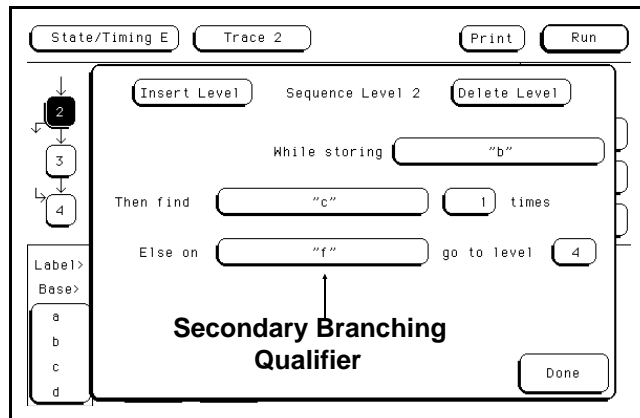 State/Timing E Trace 2 Print Run
Insert Level Sequence Level 2 Delete Level
2
While storing "b"
3
Then find "c" 1 times
4
Else on "f" go to level 4
Label>
Base>
Secondary Branching
Qualifier
a
b
c
d
Done